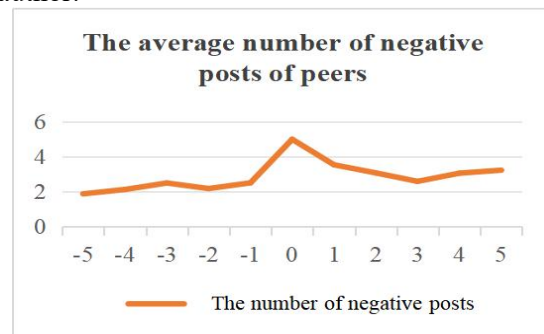 The average number of negative
posts of peers
6
4
2
0
-5 -4 -3 -2 -1 0 1 2 3 4 5
The number of negative posts